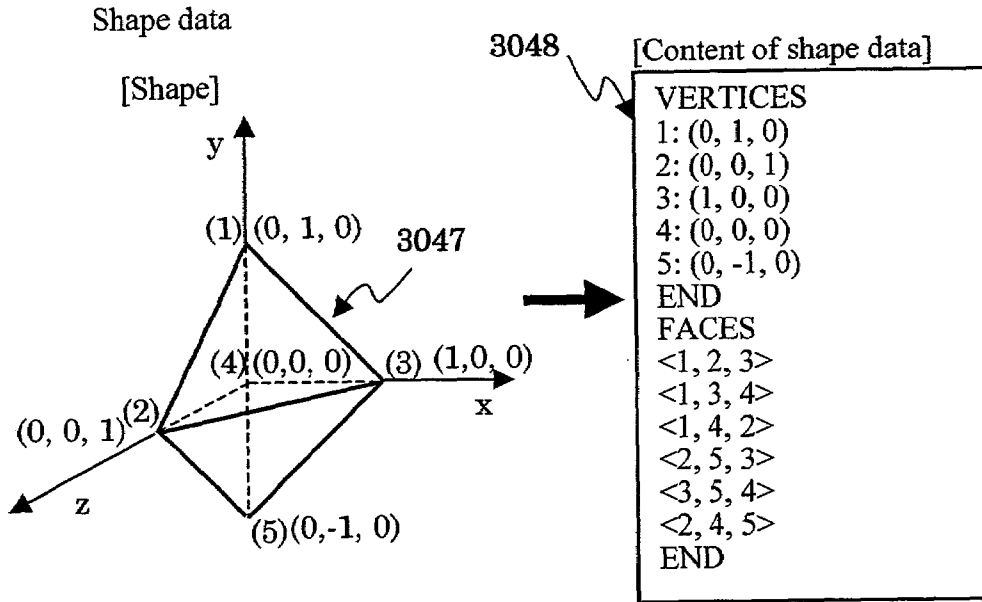 Shape data
[Shape]
y
(1) (0, 1, 0)
3047
(4) (0,0, 0)
(3) (1,0, 0)
x
(2)
(0, 0, 1)
z
(5) (0,-1, 0)
3048
[Content of shape data]
VERTICES
1: (0, 1, 0)
2: (0, 0, 1)
3: (1, 0, 0)
4: (0, 0, 0)
5: (0, -1, 0)
END
FACES
<1, 2, 3>
<1, 3, 4>
<1, 4, 2>
<2, 5, 3>
<3, 5, 4>
<2, 4, 5>
END